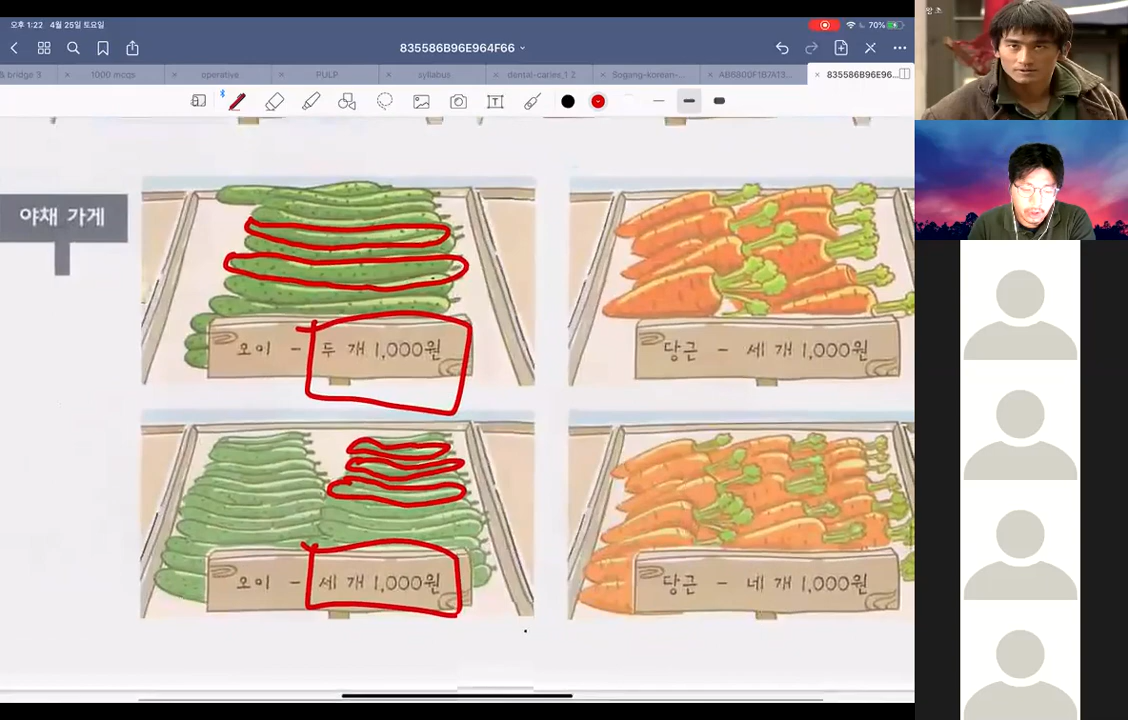 오후 1:22 4월 25일 토요일
70%
835586B96E964F66
& bridge 3
1000 mcqs
operative
PULP
syllabus
dental-caries_1 2
Sogang-korean-...
AB6800F1B7A13...
835586B96E96...
야채 가게
오이 - 두 개 1,000원
당근 - 세 개 1,000원
오이 - 세 개 1,000원
당근 - 네 개 1,000원